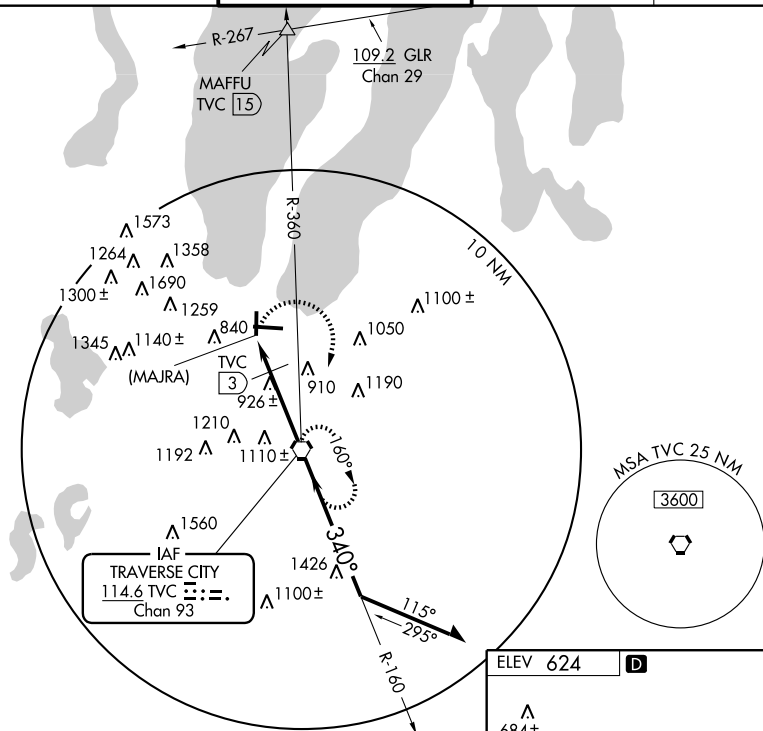 R-267
109.2 GLR
Chan 29
MAFFU
TVC 15
R-360
10 NM
1573
1264
1358
1300±
1690
1259
1100±
840
1345
1140±
1050
(MAJRA)
TVC
3
910
926±
1190
1210
1192
1110±
160°
MSA TVC 25 NM
3600
1560
340°
IAF
TRAVERSE CITY
114.6 TVC
Chan 93
1426
1100±
115°
295°
R-160
ELEV 624 D
684±